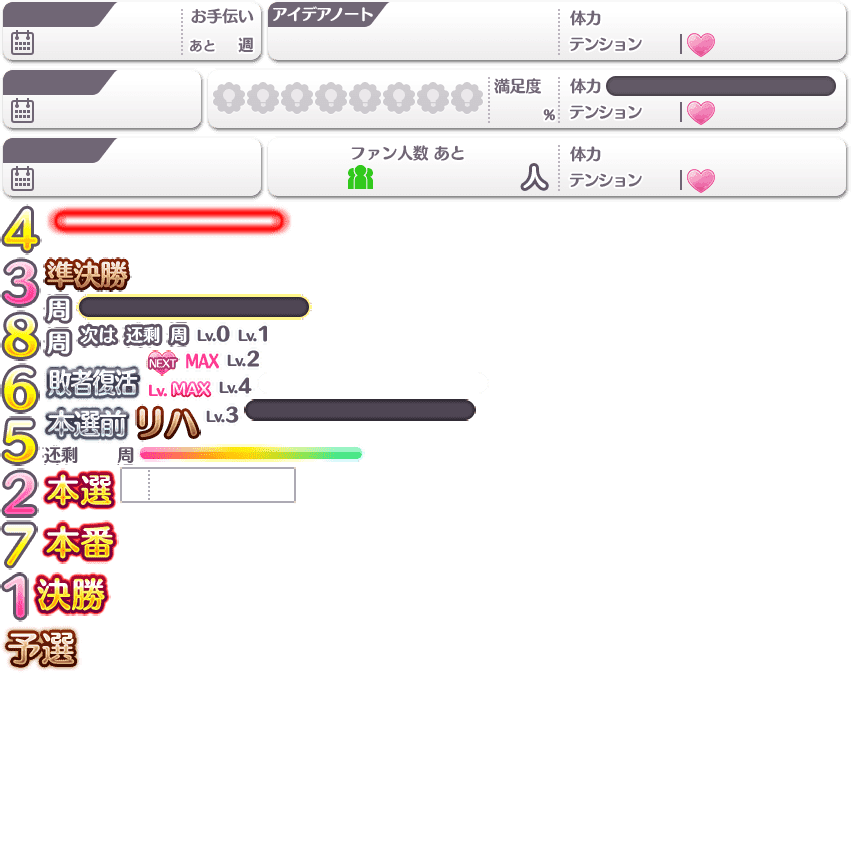 お手伝い
あと 週
アイデアノート
体力
テンション
満足度
%
体力
テンション
ファン人数 あと
人
体力
テンション
4
3 準決勝
周
8 周 次は 还剩 周 Lv.0 Lv.1
NEXT MAX Lv.2
6 敗者復活 Lv. MAX Lv.4
5 本選前 リハ Lv.3
还剩 周
2 本選
7 本番
1 決勝
予選